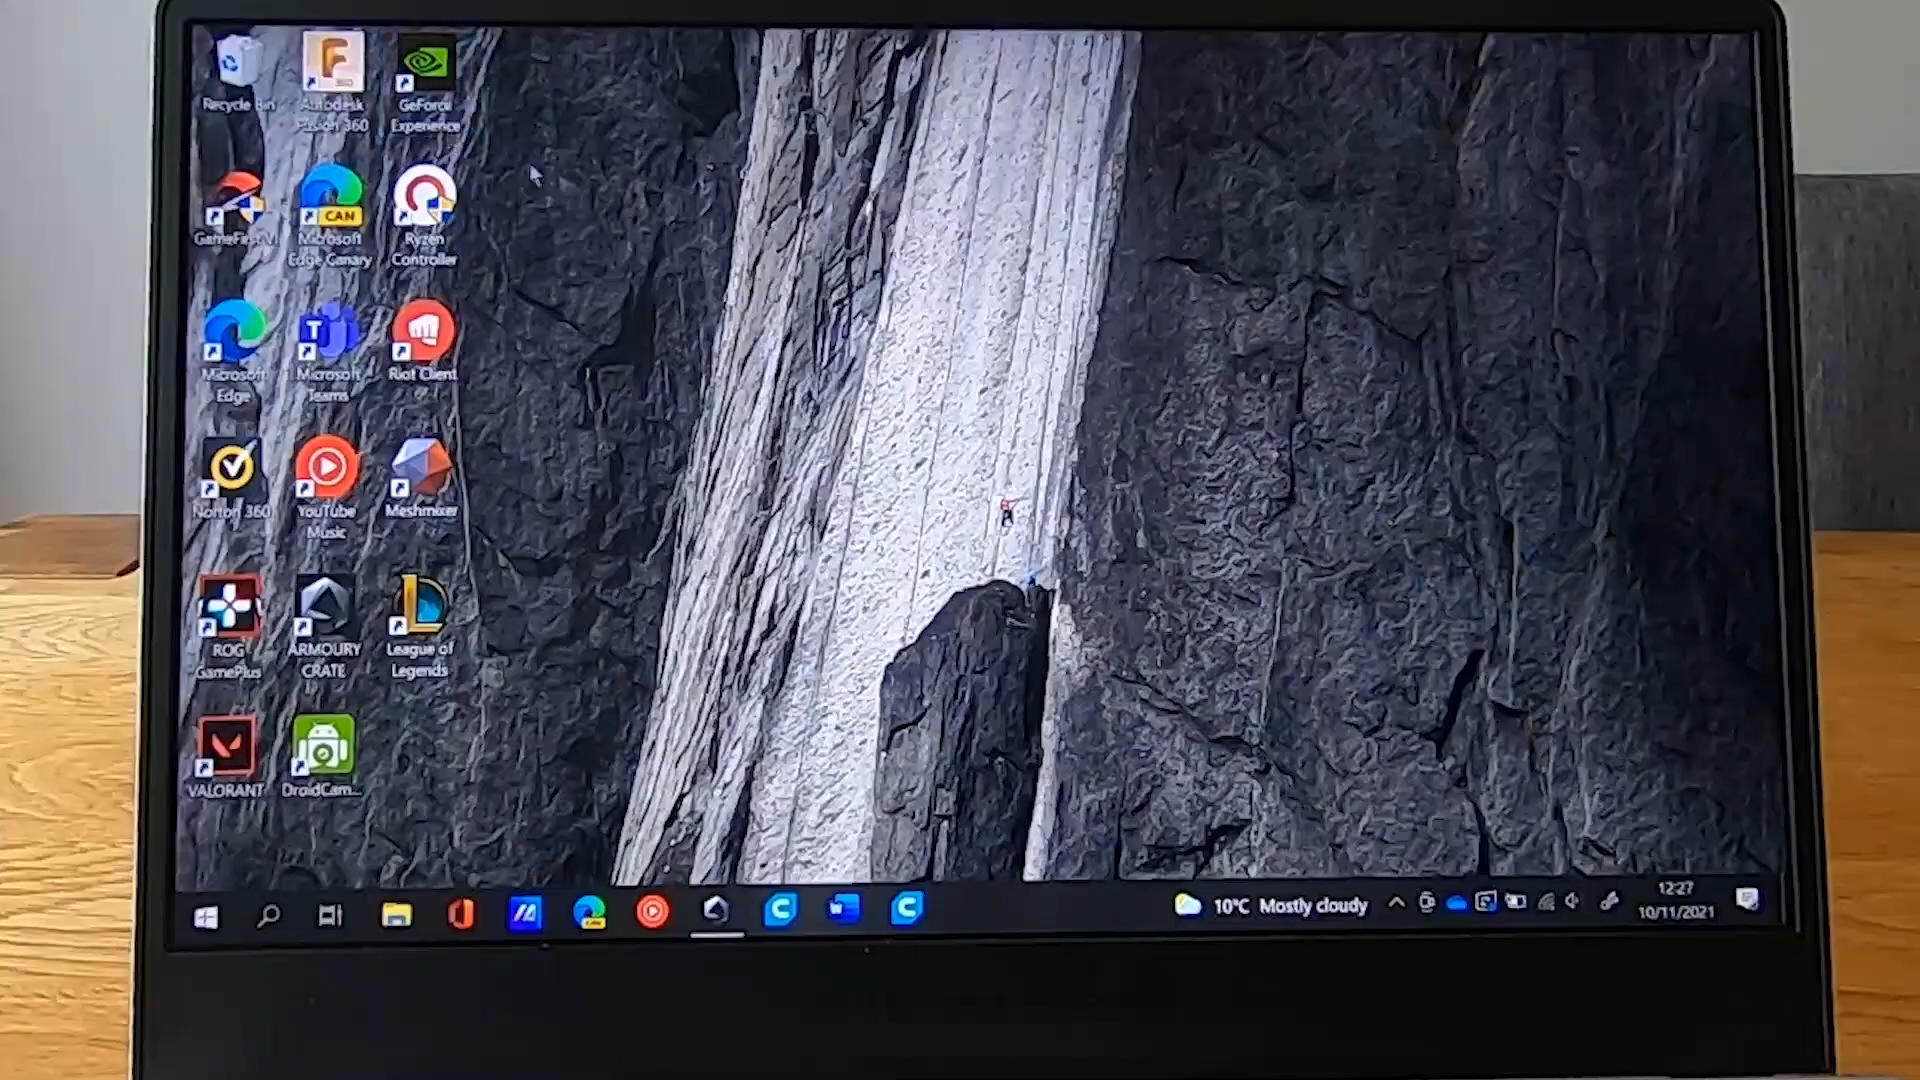 Recycle Bin
Autodesk
Fusion 360
GeForce
Experience
GameFirst VI
CAN
Microsoft
Edge Canary
Ryzen
Controller
Microsoft
Edge
T
Microsoft
Teams
Riot Client
Norton 360
YouTube
Music
Meshmixer
ROG
GamePlus
ARMOURY
CRATE
League of
Legends
VALORANT
DroidCam...
10°C Mostly cloudy
12:27
10/11/2021